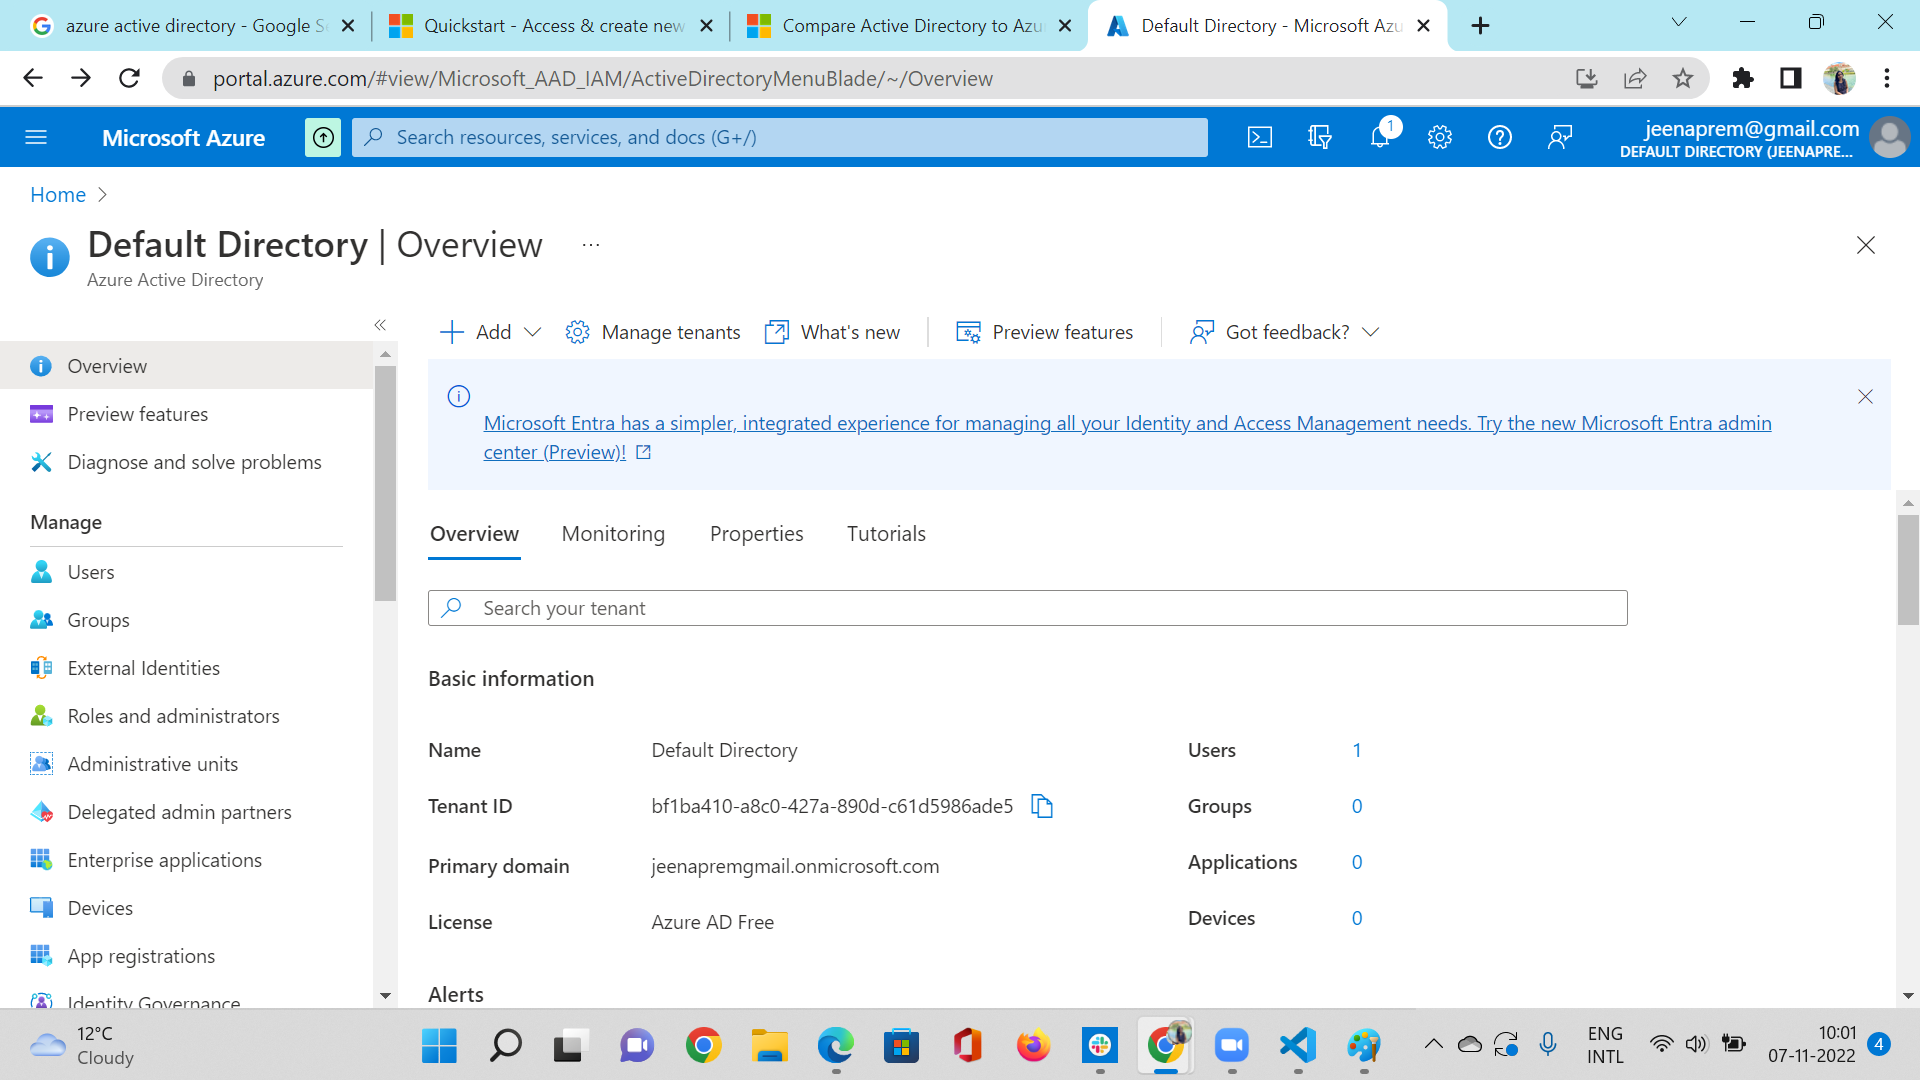 azure active directory - Google Se
Quickstart - Access & create new
Compare Active Directory to Azu
Default Directory - Microsoft Azu
portal.azure.com/#view/Microsoft_AAD_IAM/ActiveDirectoryMenuBlade/~/Overview
Microsoft Azure
Search resources, services, and docs (G+/)
1
jeenaprem@gmail.com
DEFAULT DIRECTORY (JEENAPRE...
Home
Default Directory | Overview ...
Azure Active Directory
Add
Manage tenants
What's new
Preview features
Got feedback?
Overview
Preview features
Diagnose and solve problems
Manage
Users
Groups
External Identities
Roles and administrators
Administrative units
Delegated admin partners
Enterprise applications
Devices
App registrations
Identity Governance
Microsoft Entra has a simpler, integrated experience for managing all your Identity and Access Management needs. Try the new Microsoft Entra admin
center (Preview)!
Overview Monitoring Properties Tutorials
Search your tenant
Basic information
Name Default Directory
Tenant ID bf1ba410-a8c0-427a-890d-c61d5986ade5
Primary domain jeenapremgmail.onmicrosoft.com
License Azure AD Free
Users 1
Groups 0
Applications 0
Devices 0
Alerts
12°C
Cloudy
ENG
INTL
10:01
07-11-2022
4